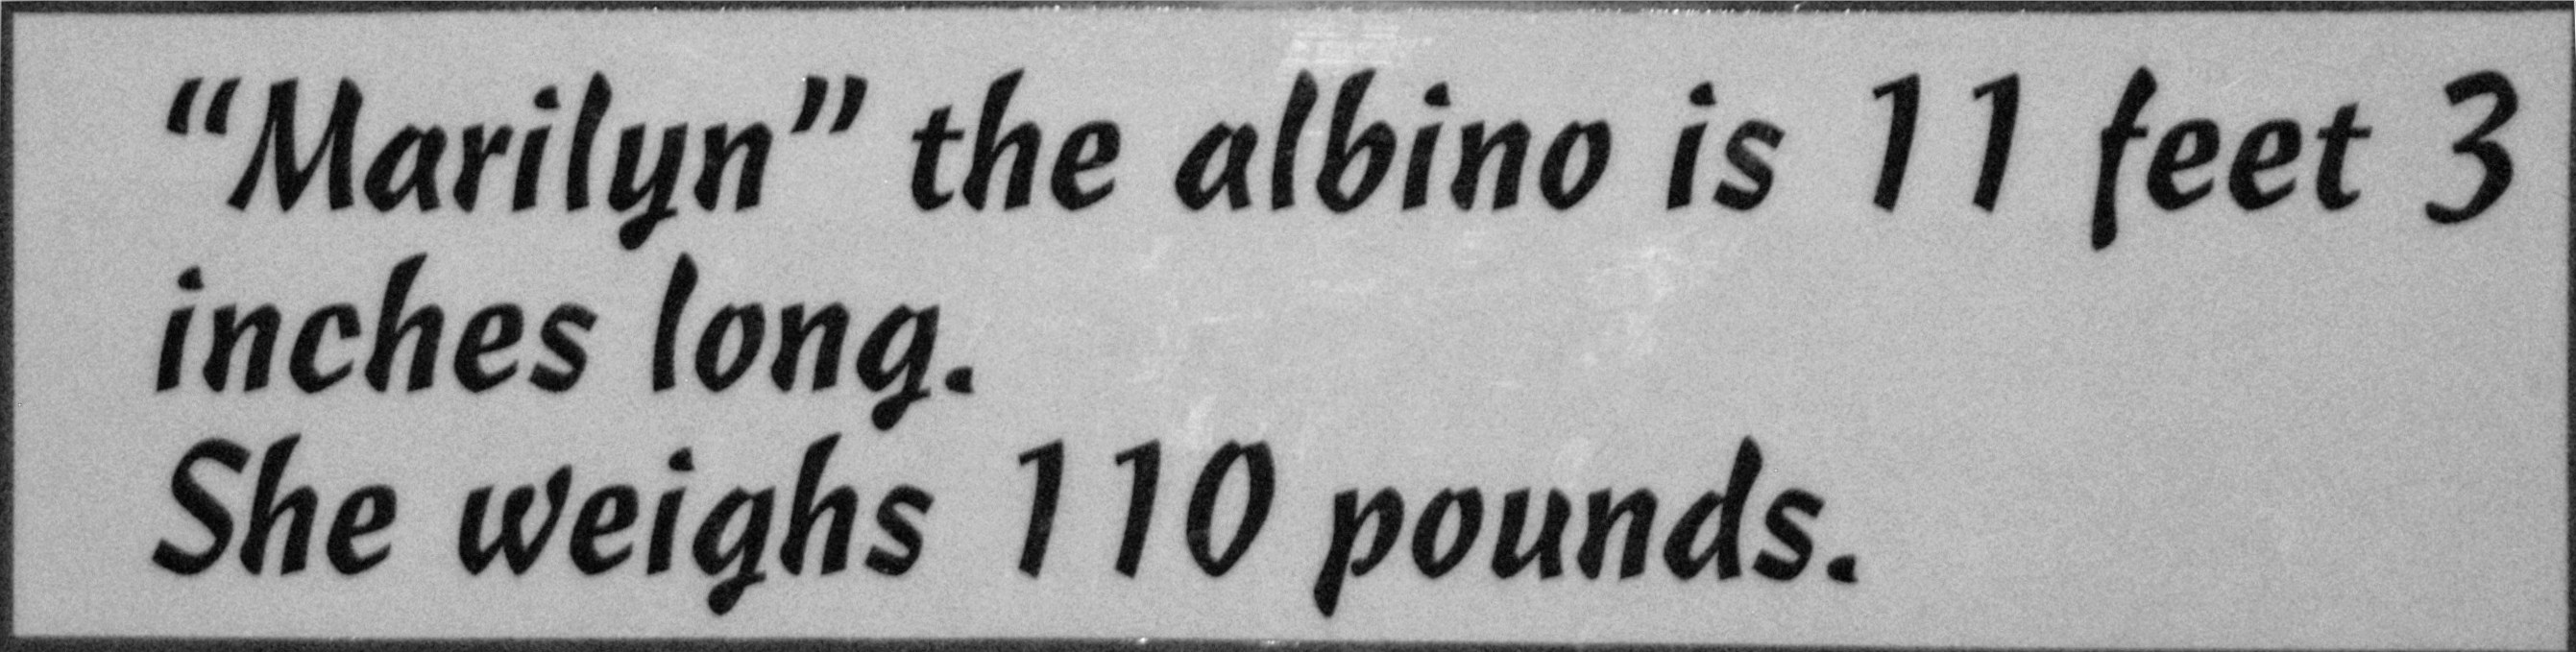 “Marilyn” the albino is 11 feet 3
inches long.
She weighs 110 pounds.